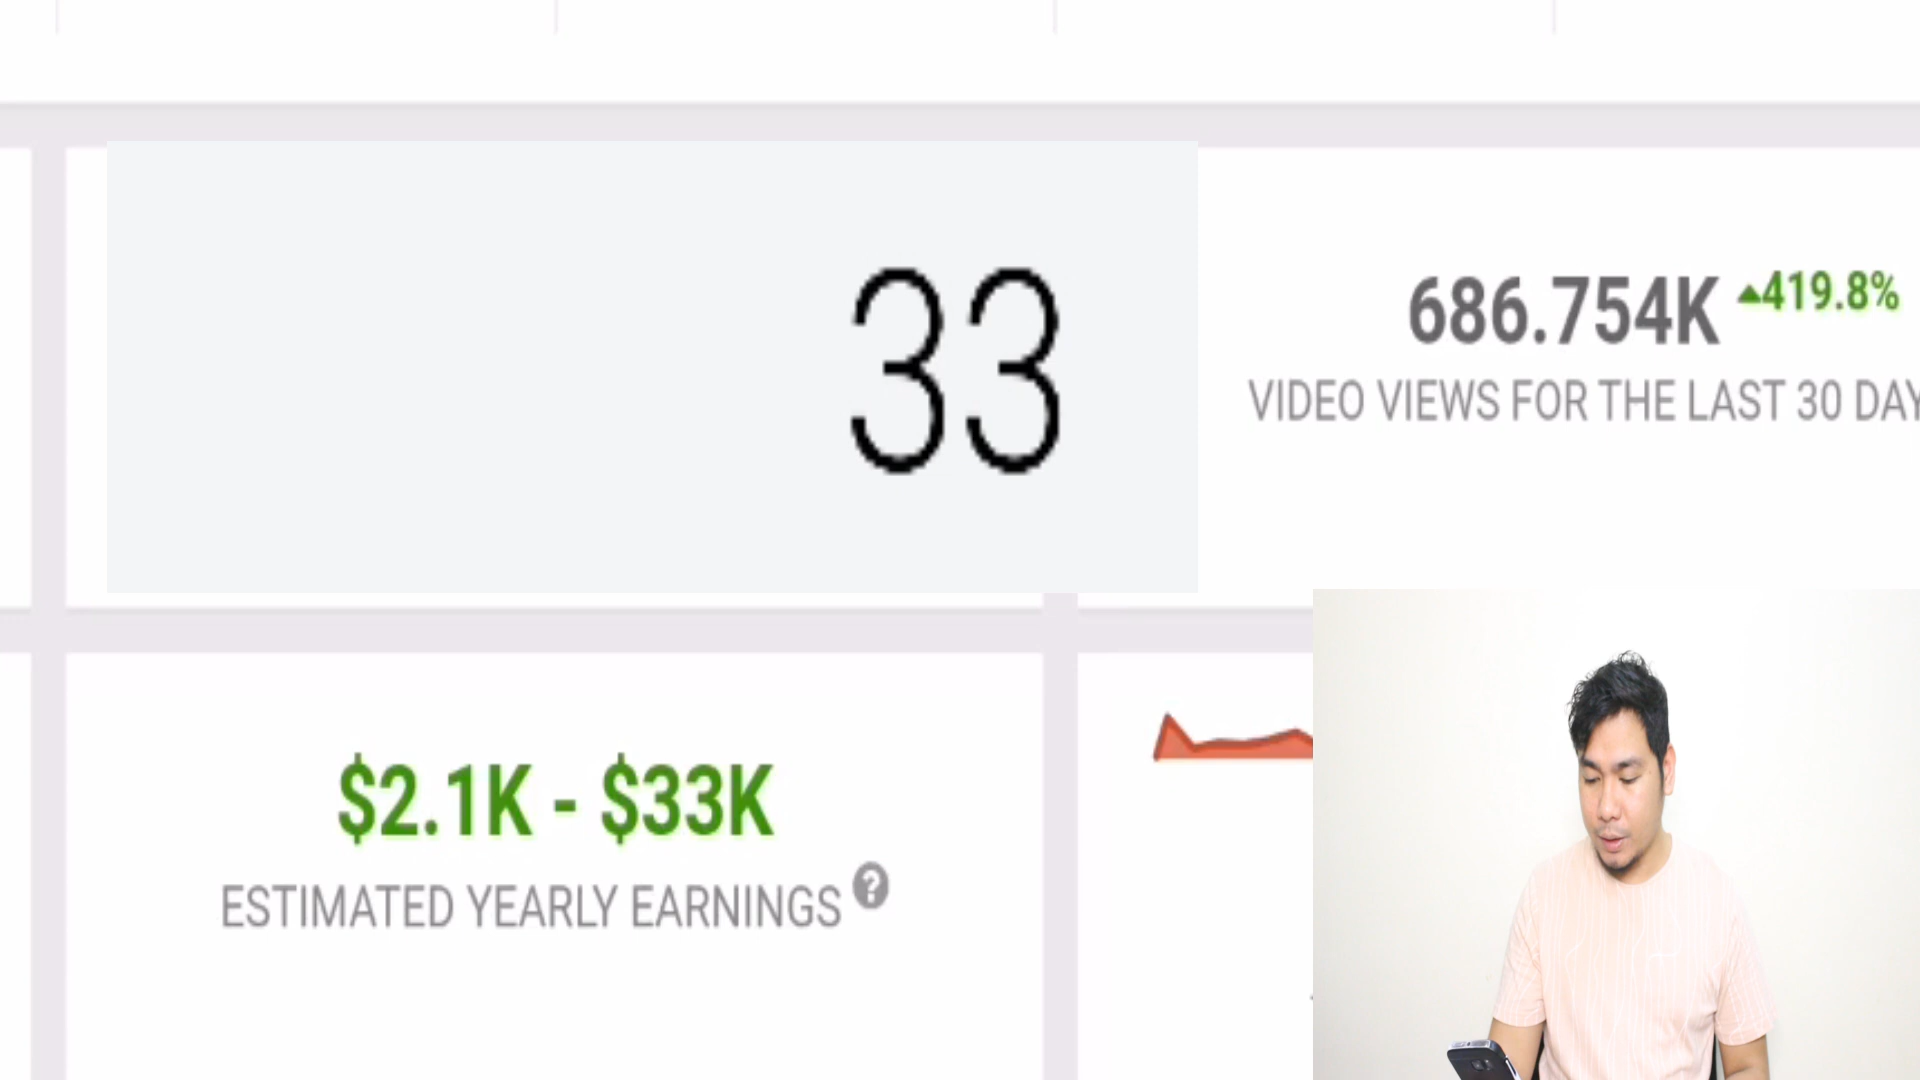 33
686.754K ▲419.8%
VIDEO VIEWS FOR THE LAST 30 DAY
$2.1K - $33K
ESTIMATED YEARLY EARNINGS ?